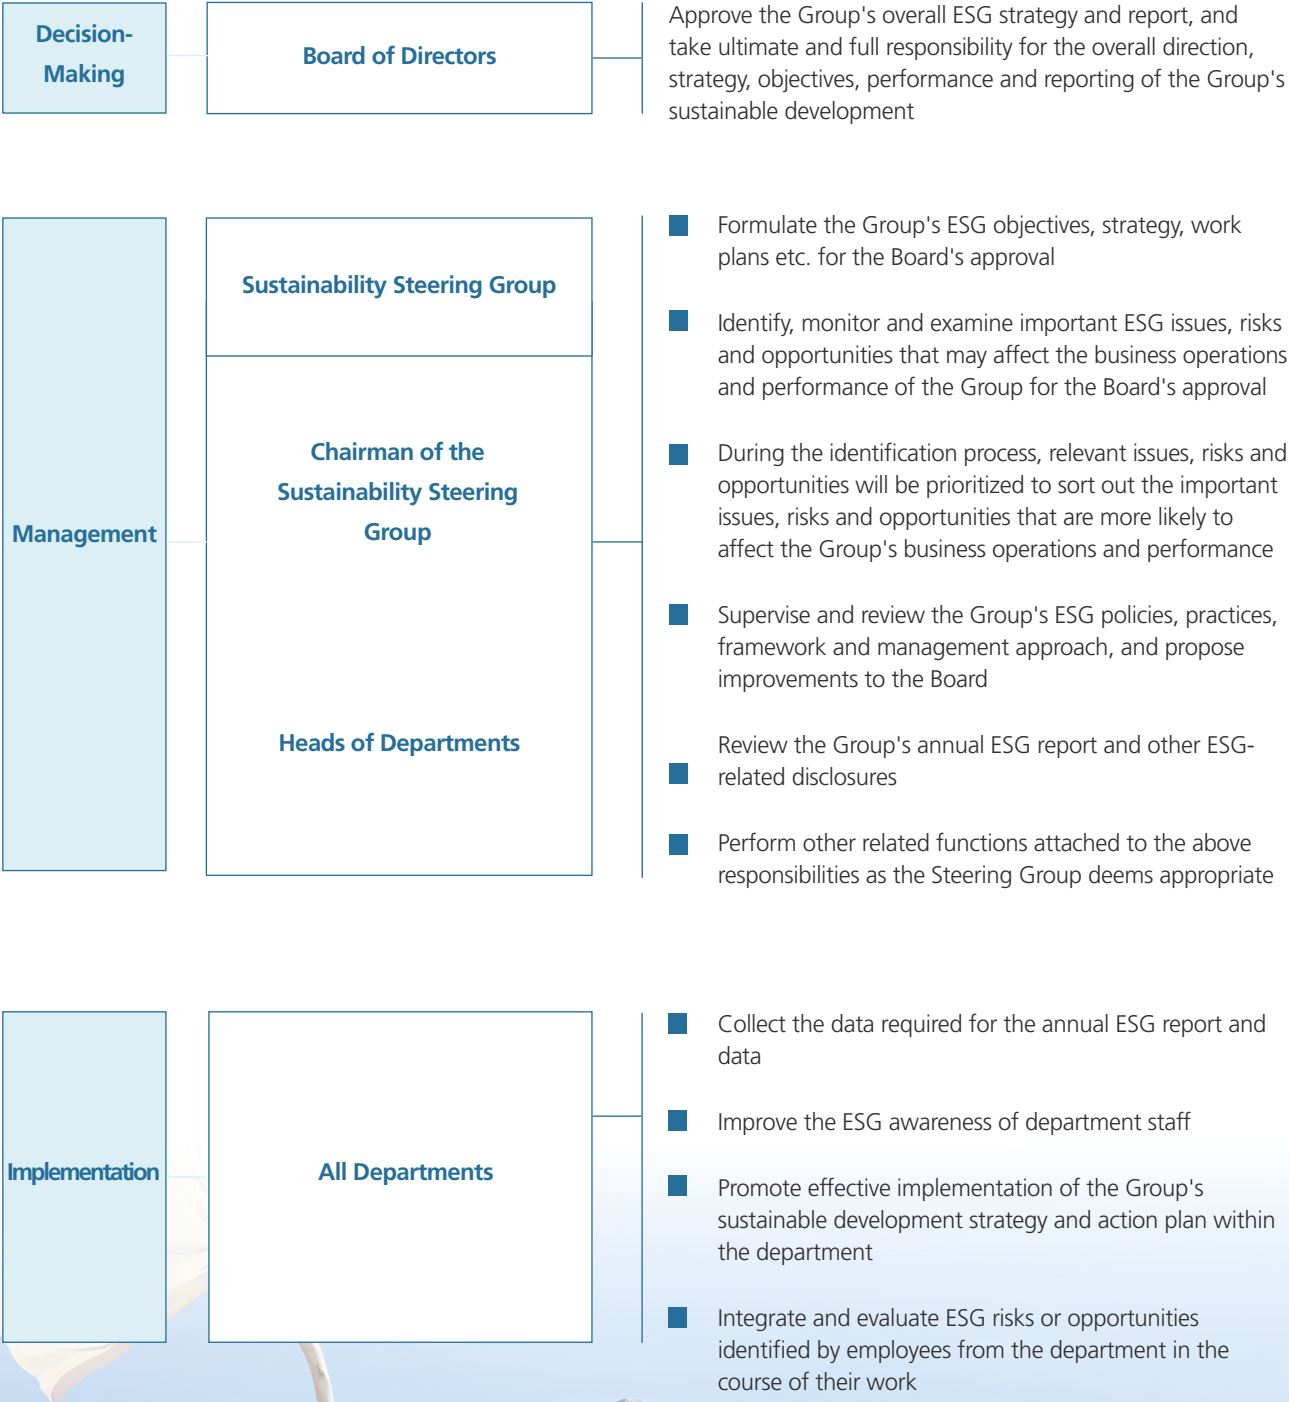 Decision-
Making
Board of Directors
Approve the Group's overall ESG strategy and report, and
take ultimate and full responsibility for the overall direction,
strategy, objectives, performance and reporting of the Group's
sustainable development
Management
Sustainability Steering Group
Chairman of the
Sustainability Steering
Group
Heads of Departments
Formulate the Group's ESG objectives, strategy, work
plans etc. for the Board's approval
Identify, monitor and examine important ESG issues, risks
and opportunities that may affect the business operations
and performance of the Group for the Board's approval
During the identification process, relevant issues, risks and
opportunities will be prioritized to sort out the important
issues, risks and opportunities that are more likely to
affect the Group's business operations and performance
Supervise and review the Group's ESG policies, practices,
framework and management approach, and propose
improvements to the Board
Review the Group's annual ESG report and other ESG-
related disclosures
Perform other related functions attached to the above
responsibilities as the Steering Group deems appropriate
Implementation
All Departments
Collect the data required for the annual ESG report and
data
Improve the ESG awareness of department staff
Promote effective implementation of the Group's
sustainable development strategy and action plan within
the department
Integrate and evaluate ESG risks or opportunities
identified by employees from the department in the
course of their work